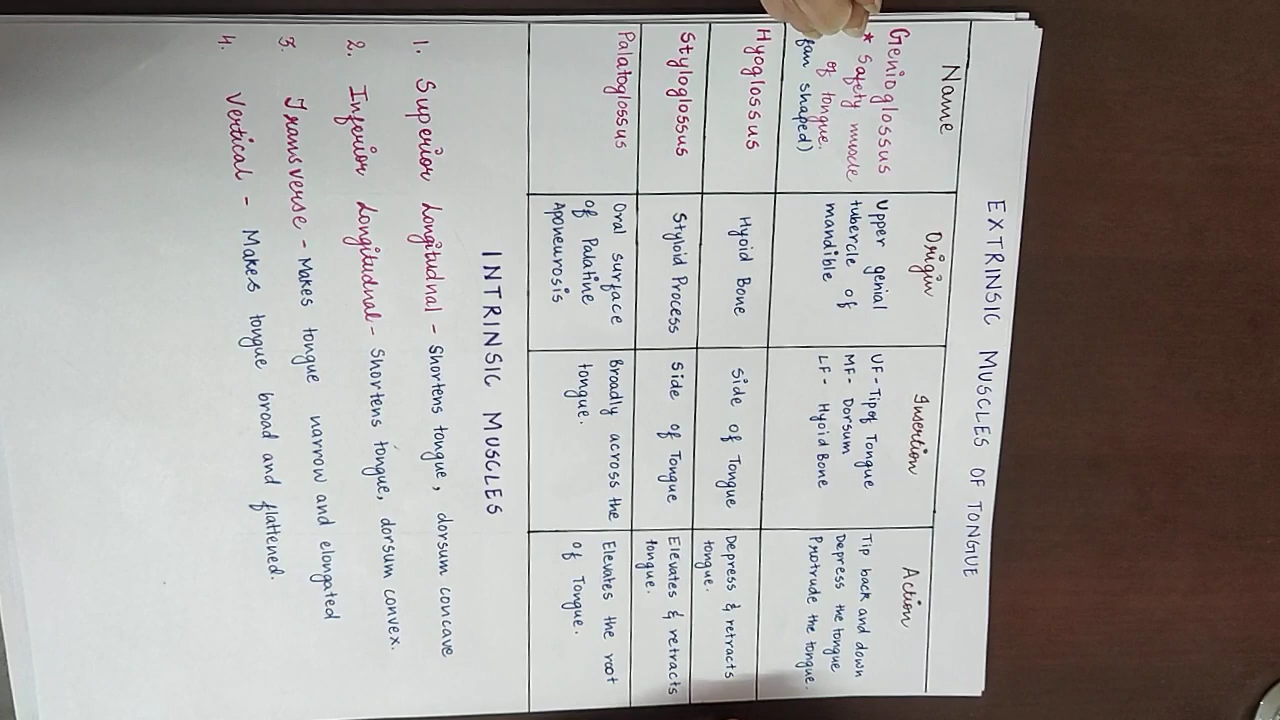 EXTRINSIC MUSCLES OF TONGUE
Name
Origin
Insertion
Action
Genioglossus
* Safety muscle
of tongue.
fan shaped)
Upper genial
tubercle of
mandible
UF - Tip of Tongue
MF - Dorsum
LF - Hyoid Bone
Tip back and down
Depress the tongue
Protrude the tongue.
Hyoglossus
Hyoid Bone
Side of Tongue
Depress & retracts
tongue.
Styloglossus
Styloid Process
Side of Tongue
Elevates & retracts
tongue.
Palatoglossus
Oral surface
of Palatine
Aponeurosis
Broadly across the
tongue.
Elevates the root
of Tongue.
INTRINSIC MUSCLES
1. Superior Longitudnal - shortens tongue, dorsum concave
2. Inferior Longitudnal - shortens tongue, dorsum convex.
3. Transverse - Makes tongue narrow and elongated
4. Vertical - Makes tongue broad and flattened.